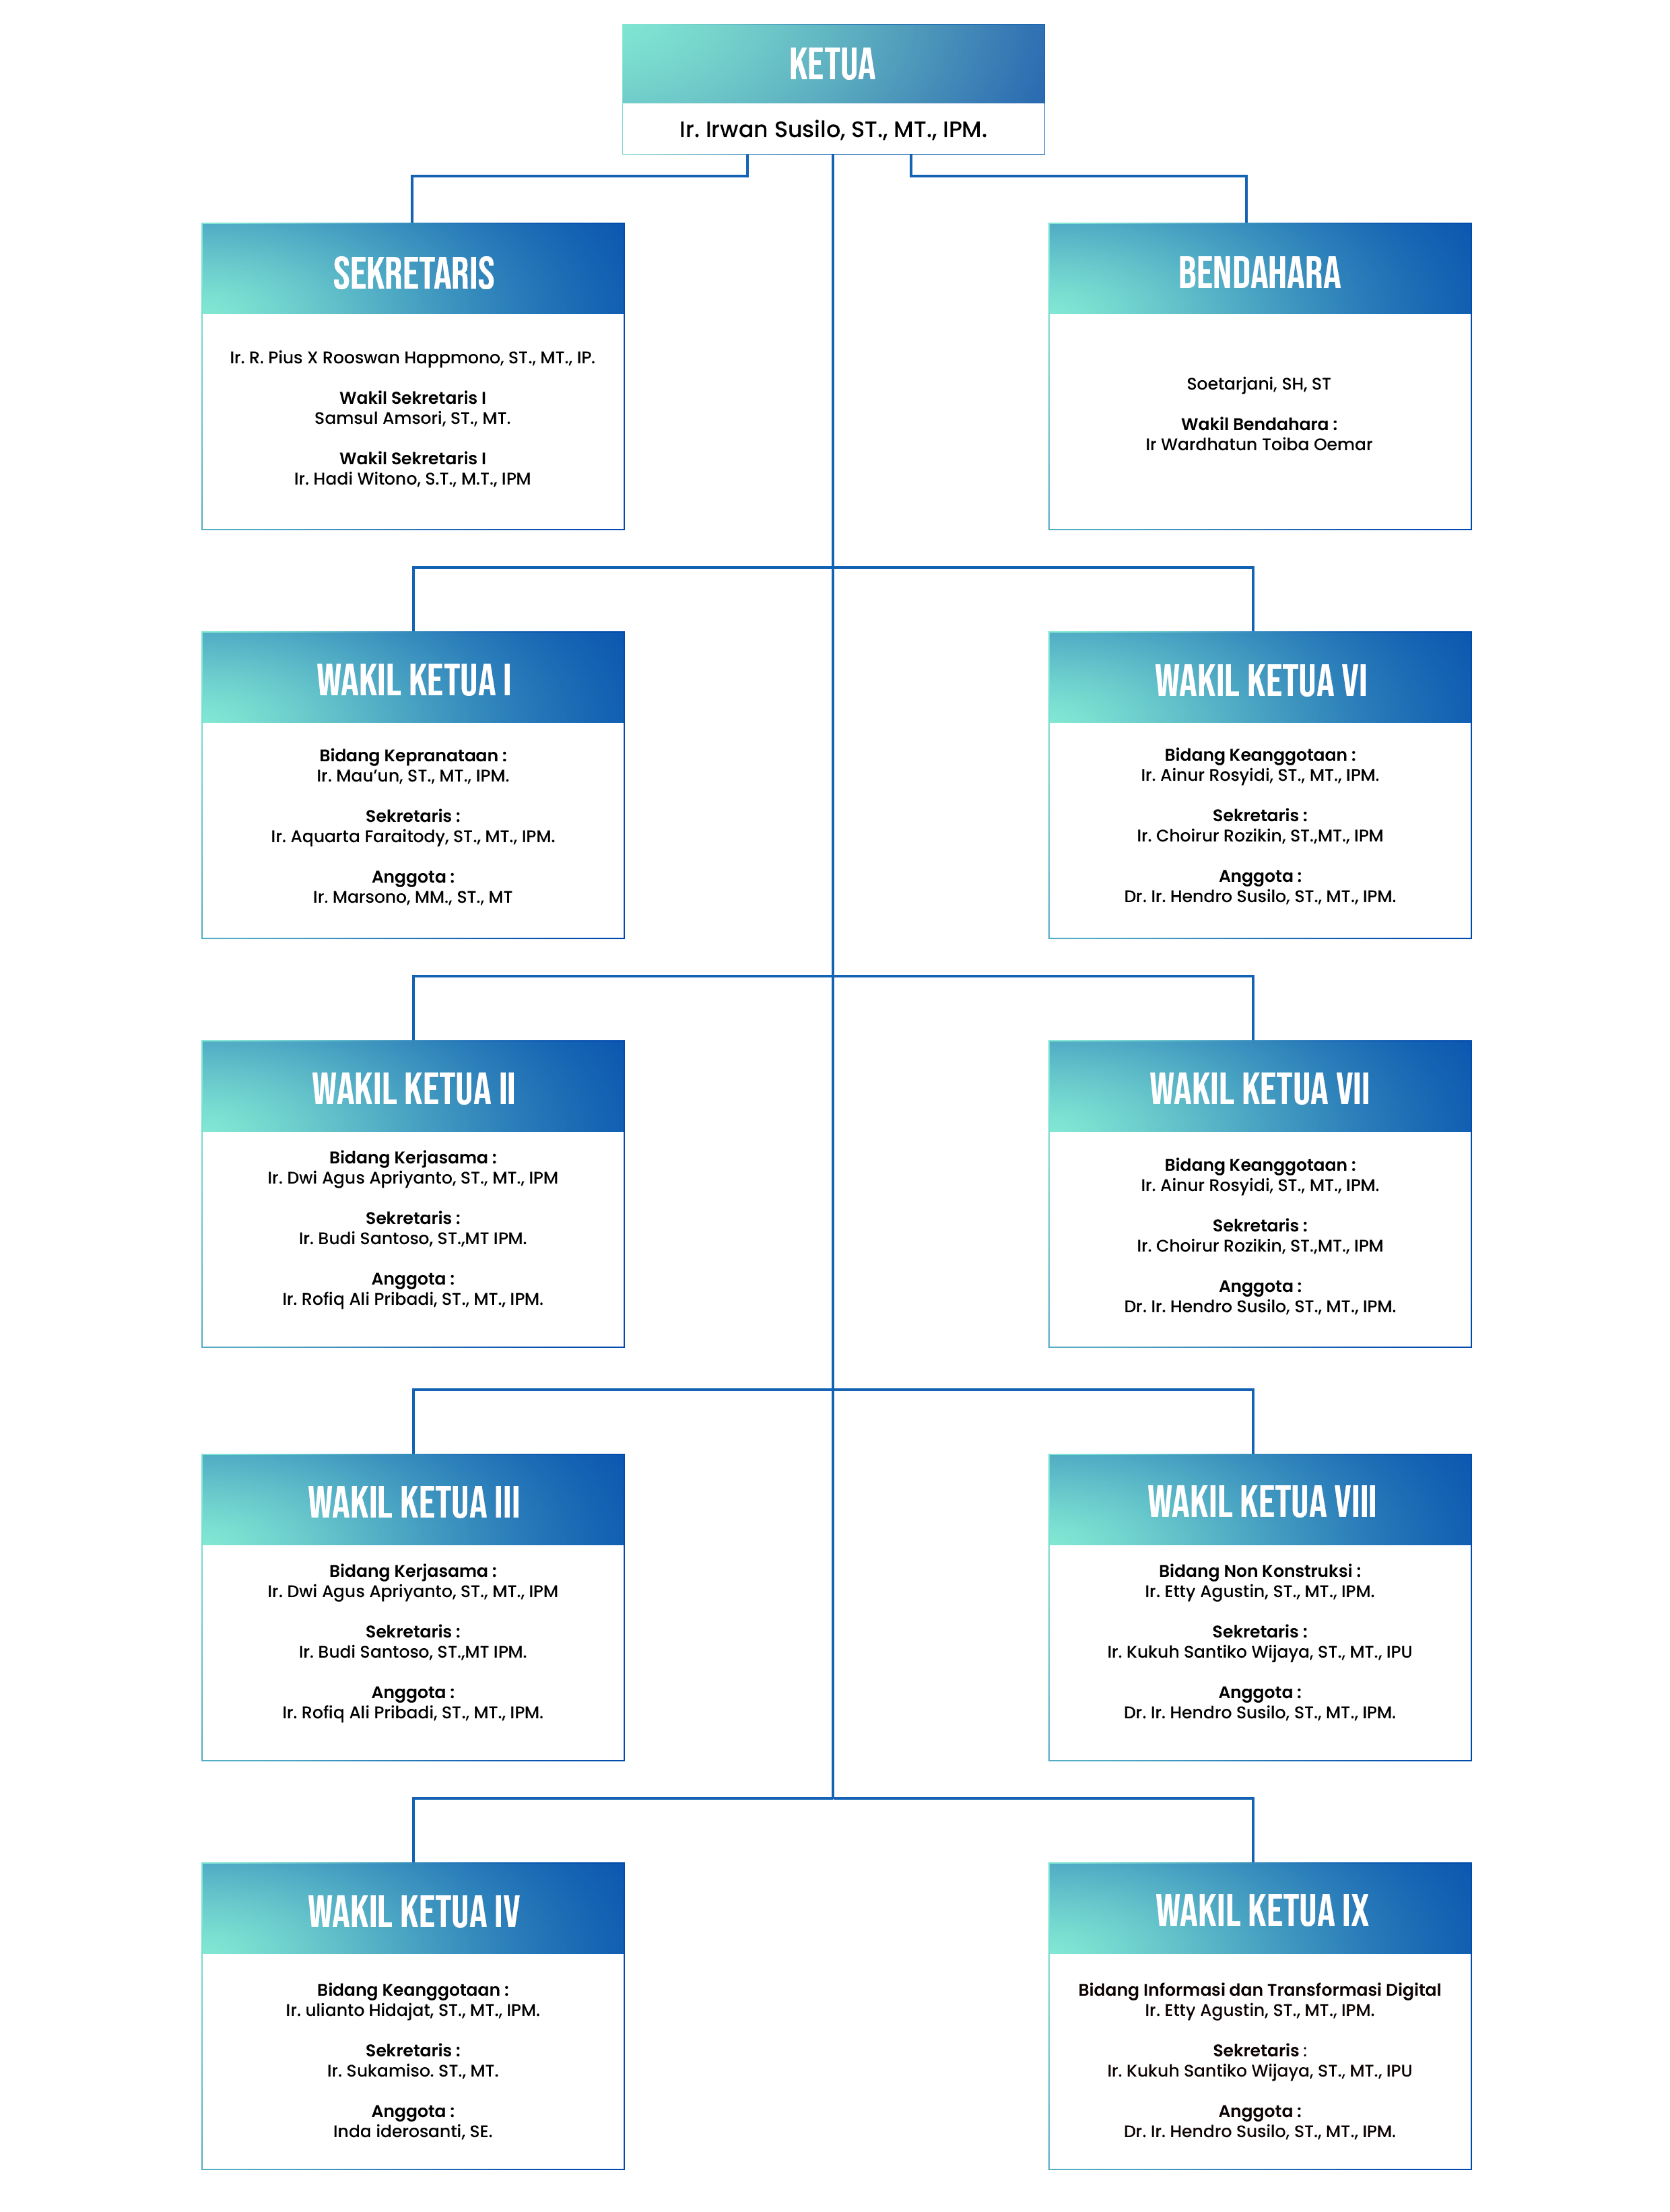 KETUA
Ir. Irwan Susilo, ST., MT., IPM.
SEKRETARIS
Ir. R. Pius X Rooswan Happmono, ST., MT., IP.
Wakil Sekretaris I
Samsul Amsori, ST., MT.
Wakil Sekretaris I
Ir. Hadi Witono, S.T., M.T., IPM
BENDAHARA
Soetarjani, SH, ST
Wakil Bendahara :
Ir Wardhatun Toiba Oemar
WAKIL KETUA I
Bidang Kepranataan :
Ir. Mau’un, ST., MT., IPM.
Sekretaris :
Ir. Aquarta Faraitody, ST., MT., IPM.
Anggota :
Ir. Marsono, MM., ST., MT
WAKIL KETUA VI
Bidang Keanggotaan :
Ir. Ainur Rosyidi, ST., MT., IPM.
Sekretaris :
Ir. Choirur Rozikin, ST.,MT., IPM
Anggota :
Dr. Ir. Hendro Susilo, ST., MT., IPM.
WAKIL KETUA II
Bidang Kerjasama :
Ir. Dwi Agus Apriyanto, ST., MT., IPM
Sekretaris :
Ir. Budi Santoso, ST.,MT IPM.
Anggota :
Ir. Rofiq Ali Pribadi, ST., MT., IPM.
WAKIL KETUA VII
Bidang Keanggotaan :
Ir. Ainur Rosyidi, ST., MT., IPM.
Sekretaris :
Ir. Choirur Rozikin, ST.,MT., IPM
Anggota :
Dr. Ir. Hendro Susilo, ST., MT., IPM.
WAKIL KETUA III
Bidang Kerjasama :
Ir. Dwi Agus Apriyanto, ST., MT., IPM
Sekretaris :
Ir. Budi Santoso, ST.,MT IPM.
Anggota :
Ir. Rofiq Ali Pribadi, ST., MT., IPM.
WAKIL KETUA VIII
Bidang Non Konstruksi :
Ir. Etty Agustin, ST., MT., IPM.
Sekretaris :
Ir. Kukuh Santiko Wijaya, ST., MT., IPU
Anggota :
Dr. Ir. Hendro Susilo, ST., MT., IPM.
WAKIL KETUA IV
Bidang Keanggotaan :
Ir. ulianto Hidajat, ST., MT., IPM.
Sekretaris :
Ir. Sukamiso. ST., MT.
Anggota :
Inda iderosanti, SE.
WAKIL KETUA IX
Bidang Informasi dan Transformasi Digital
Ir. Etty Agustin, ST., MT., IPM.
Sekretaris :
Ir. Kukuh Santiko Wijaya, ST., MT., IPU
Anggota :
Dr. Ir. Hendro Susilo, ST., MT., IPM.